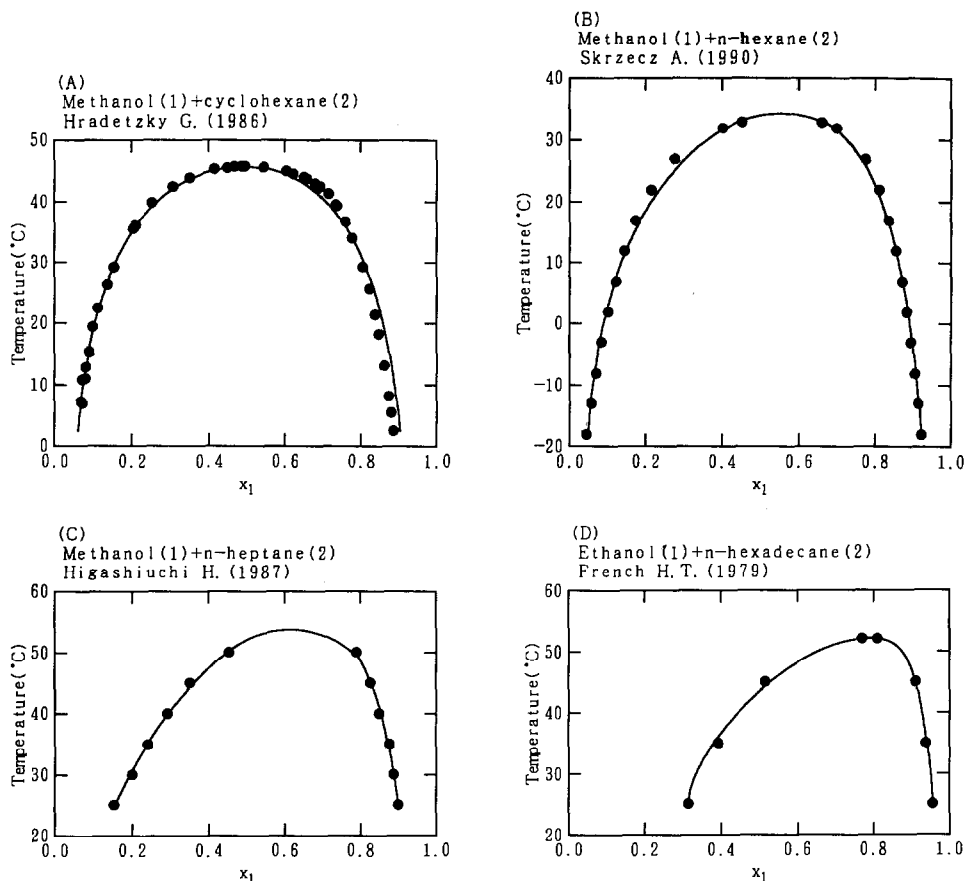 (A)
Methanol(1)+cyclohexane(2)
Hradetzky G. (1986)
50
40
30
20
10
0
Temperature(°C)
0.0 0.2 0.4 0.6 0.8 1.0
x1
(B)
Methanol(1)+n-hexane(2)
Skrzecz A. (1990)
40
30
20
10
0
-10
-20
Temperature(°C)
0.0 0.2 0.4 0.6 0.8 1.0
x1
(C)
Methanol(1)+n-heptane(2)
Higashiuchi H. (1987)
60
50
40
30
20
Temperature(°C)
0.0 0.2 0.4 0.6 0.8 1.0
x1
(D)
Ethanol(1)+n-hexadecane(2)
French H.T. (1979)
60
50
40
30
20
Temperature(°C)
0.0 0.2 0.4 0.6 0.8 1.0
x1